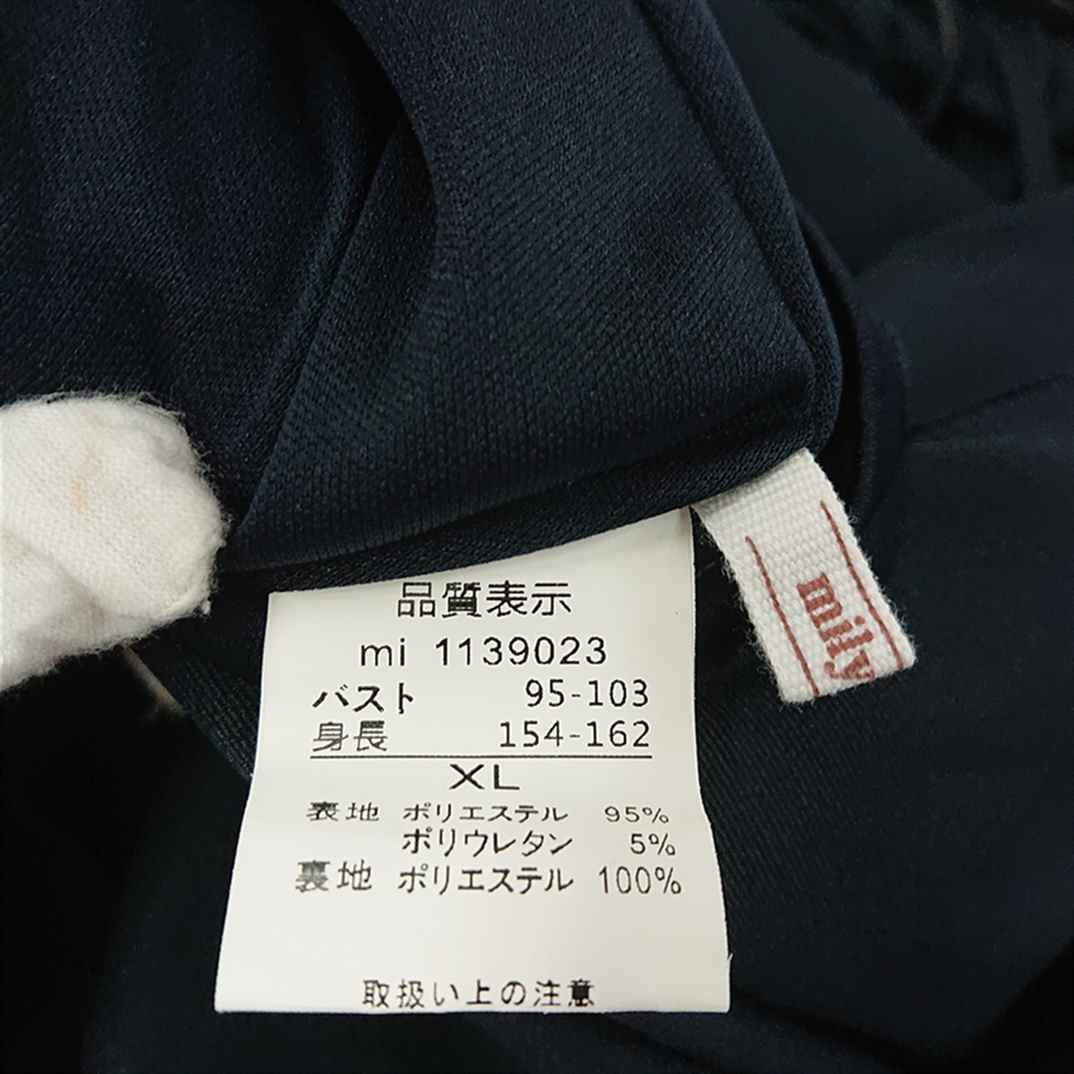 品質表示
mi 1139023
バスト 95-103
身長 154-162
XL
表地 ポリエステル 95%
ポリウレタン 5%
裏地 ポリエステル 100%
取扱い上の注意
mily